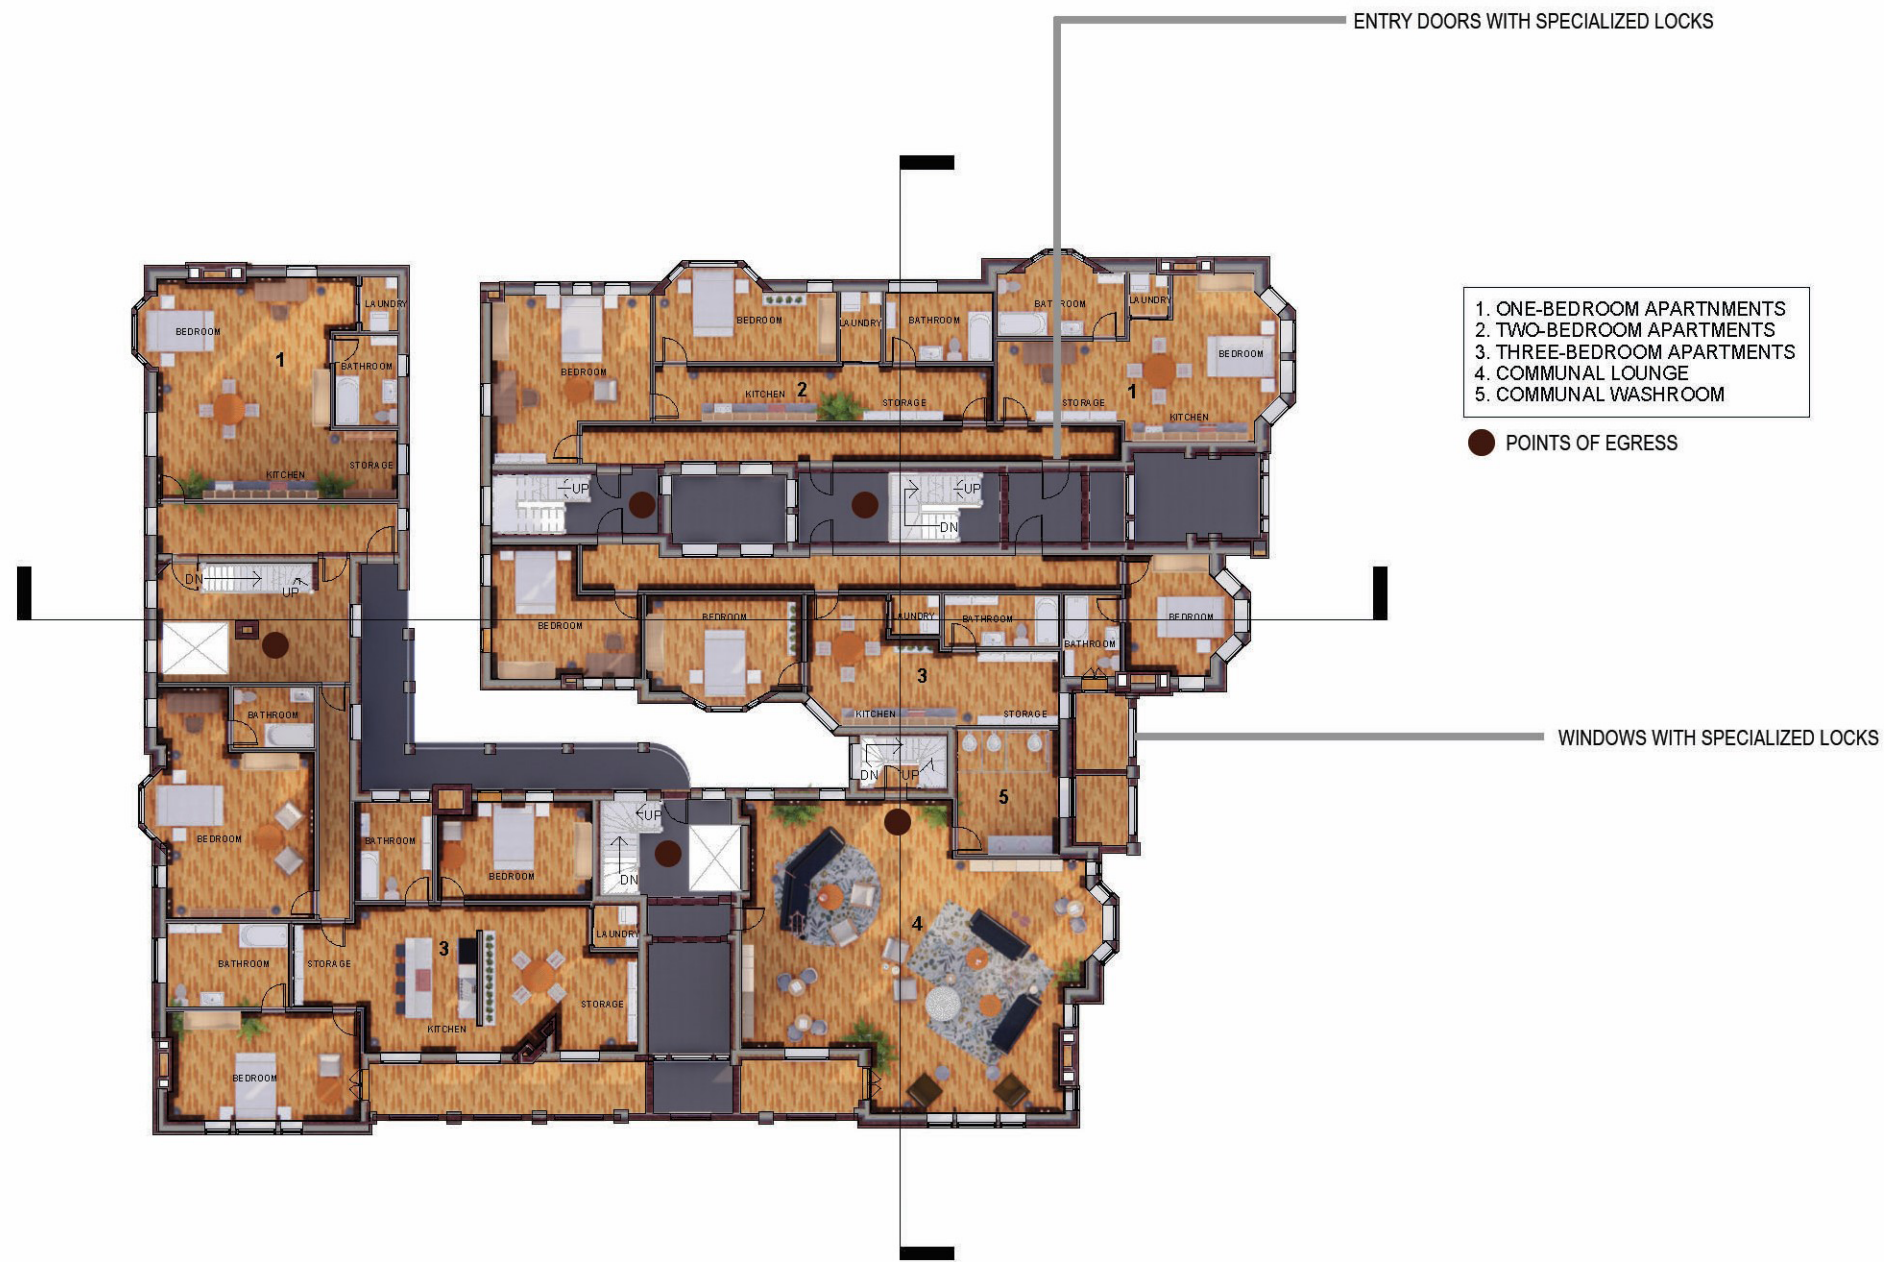 ENTRY DOORS WITH SPECIALIZED LOCKS
1. ONE-BEDROOM APARTNMENTS
2. TWO-BEDROOM APARTMENTS
3. THREE-BEDROOM APARTMENTS
4. COMMUNAL LOUNGE
5. COMMUNAL WASHROOM
POINTS OF EGRESS
WINDOWS WITH SPECIALIZED LOCKS
BEDROOM
LAUNDRY
1
BATHROOM
STORAGE
KITCHEN
DN
UP
BEDROOM
BEDROOM
LAUNDRY
BATHROOM
KITCHEN
2
STORAGE
BATHROOM
LAUNDRY
BEDROOM
1
STORAGE
KITCHEN
UP
UP
DN
BEDROOM
BEDROOM
LAUNDRY
BATHROOM
BATHROOM
BEDROOM
3
KITCHEN
STORAGE
DN
UP
5
BATHROOM
BEDROOM
BATHROOM
BEDROOM
UP
DN
BATHROOM
STORAGE
3
LAUNDRY
STORAGE
KITCHEN
BEDROOM
4